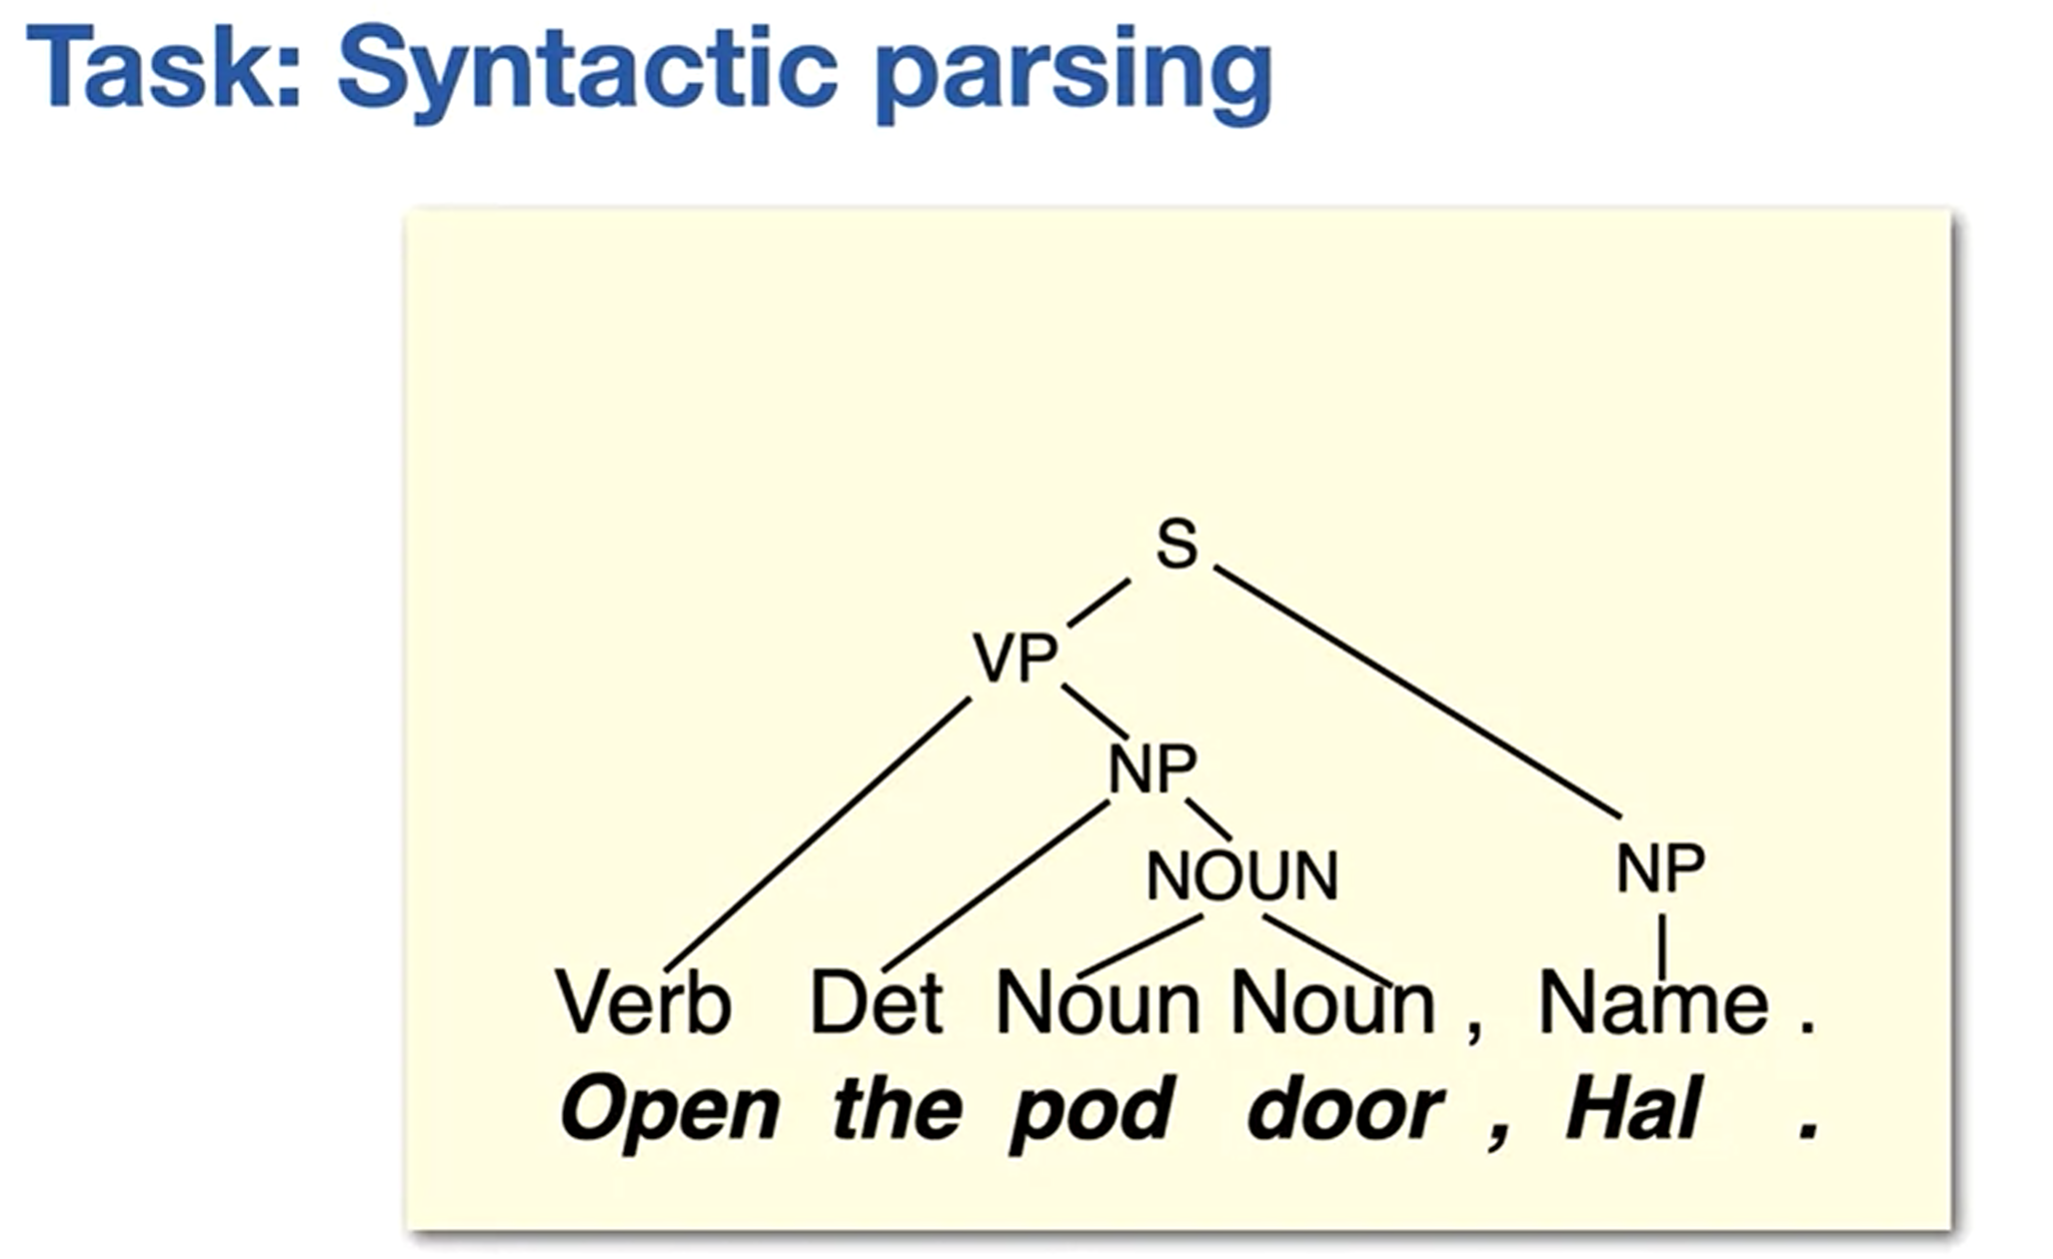 Task: Syntactic parsing
S
VP
NP
NOUN
NP
Verb Det Noun Noun , Name .
Open the pod door , Hal .